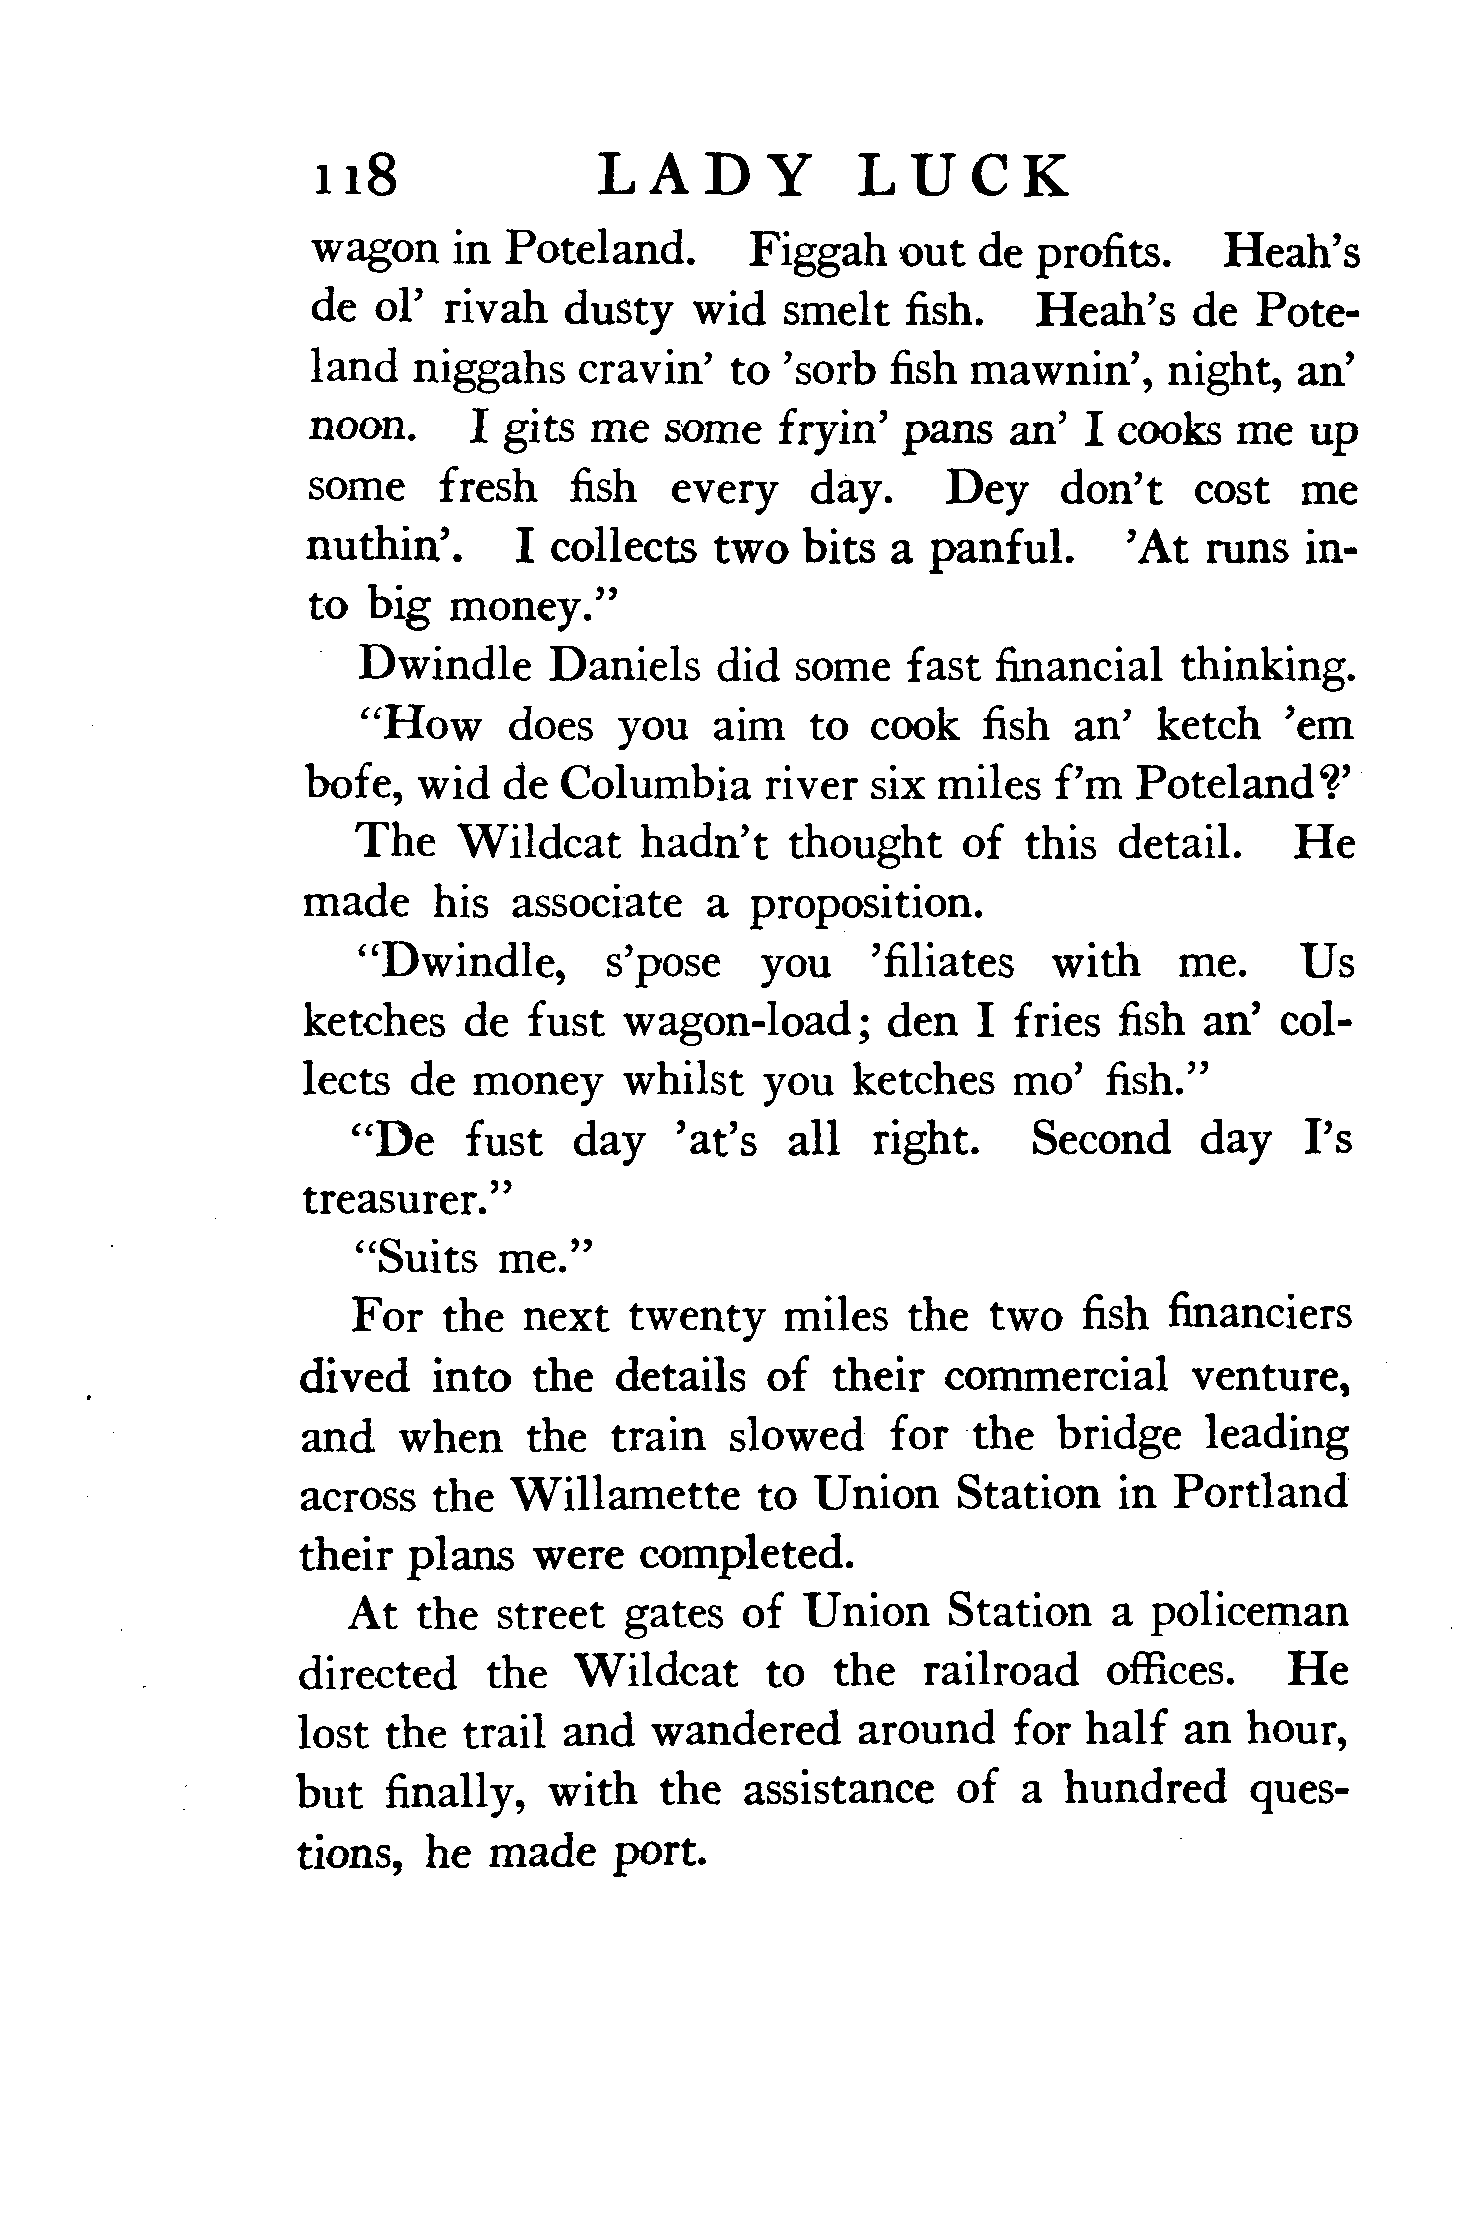 118 LADY LUCK
wagon in Poteland. Figgah out de profits. Heah's
de ol' rivah dusty wid smelt fish. Heah's de Pote-
land niggahs cravin' to 'sorb fish mawnin', night, an'
noon. I gits me some fryin' pans an' I cooks me up
some fresh fish every day. Dey don't cost me
nuthin'. I collects two bits a panful. 'At runs in-
to big money."
Dwindle Daniels did some fast financial thinking.
"How does you aim to cook fish an' ketch 'em
bofe, wid de Columbia river six miles f'm Poteland?'
The Wildcat hadn't thought of this detail. He
made his associate a proposition.
"Dwindle, s'pose you 'filiates with me. Us
ketches de fust wagon-load; den I fries fish an' col-
lects de money whilst you ketches mo' fish."
"De fust day 'at's all right. Second day I's
treasurer."
"Suits me."
For the next twenty miles the two fish financiers
dived into the details of their commercial venture,
and when the train slowed for the bridge leading
across the Willamette to Union Station in Portland
their plans were completed.
At the street gates of Union Station a policeman
directed the Wildcat to the railroad offices. He
lost the trail and wandered around for half an hour,
but finally, with the assistance of a hundred ques-
tions, he made port.